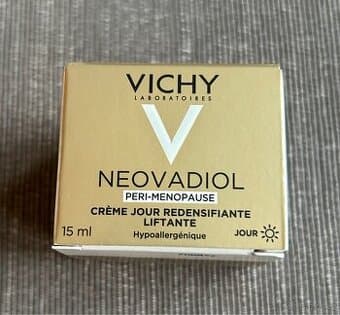 VICHY
LABORATOIRES
NEOVADIOL
PERI-MENOPAUSE
CRÈME JOUR REDENSIFIANTE
LIFTANTE
Hypoallergénique
15 ml
JOUR